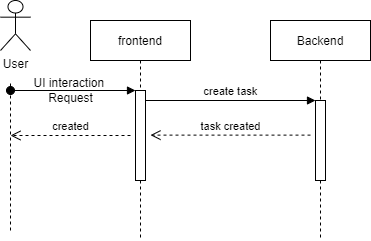 frontend
Backend
User
UI interaction
Request
create task
created
task created